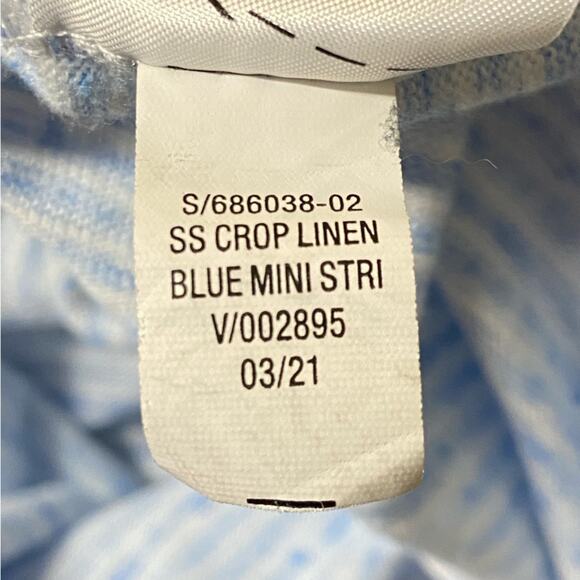 S/686038-02
SS CROP LINEN
BLUE MINI STRI
V/002895
03/21